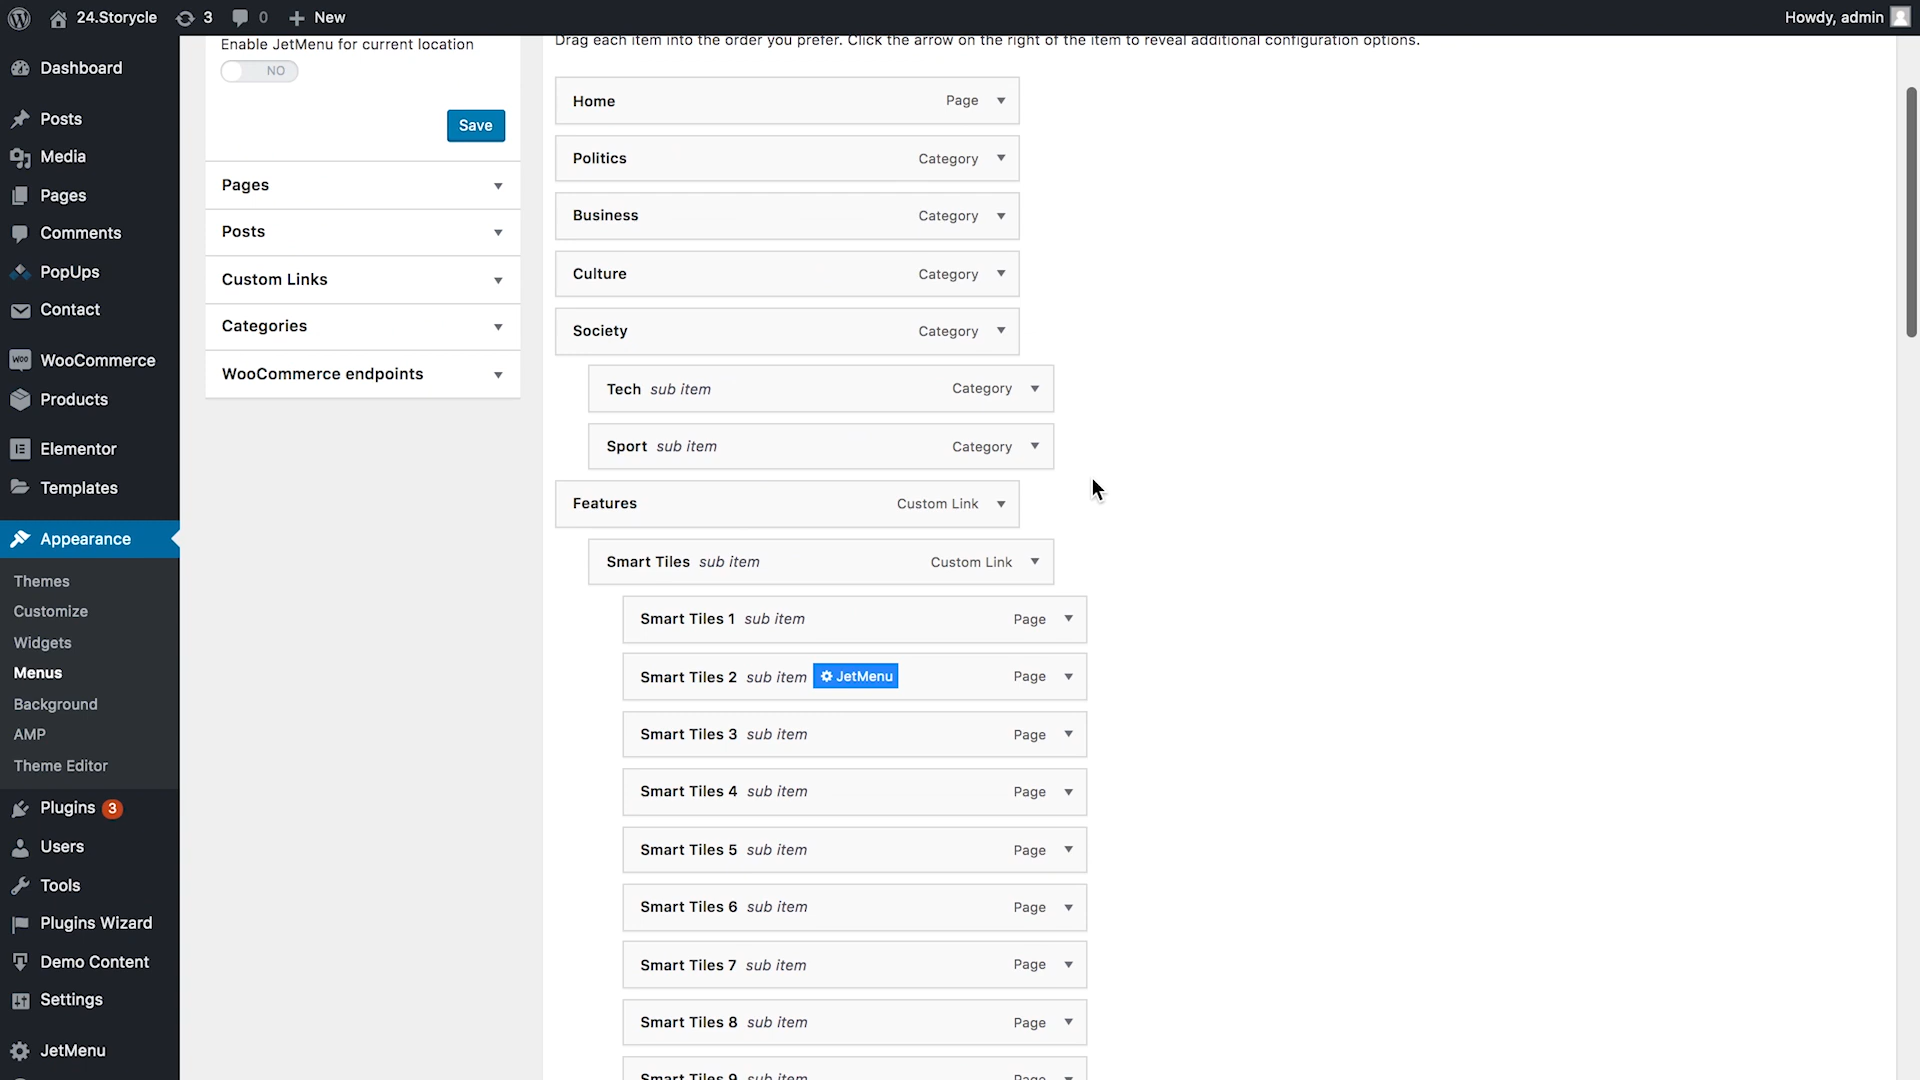 24.Storycle 3 0 New Howdy, admin
Dashboard
Posts
Media
Pages
Comments
PopUps
Contact
WooCommerce
Products
Elementor
Templates
Appearance
Themes
Customize
Widgets
Menus
Background
AMP
Theme Editor
Plugins 3
Users
Tools
Plugins Wizard
Demo Content
Settings
JetMenu
Enable JetMenu for current location
NO
Save
Pages
Posts
Custom Links
Categories
WooCommerce endpoints
Drag each item into the order you prefer. Click the arrow on the right of the item to reveal additional configuration options.
Home Page
Politics Category
Business Category
Culture Category
Society Category
Tech sub item Category
Sport sub item Category
Features Custom Link
Smart Tiles sub item Custom Link
Smart Tiles 1 sub item Page
Smart Tiles 2 sub item JetMenu Page
Smart Tiles 3 sub item Page
Smart Tiles 4 sub item Page
Smart Tiles 5 sub item Page
Smart Tiles 6 sub item Page
Smart Tiles 7 sub item Page
Smart Tiles 8 sub item Page
Smart Tiles 9 sub item Page